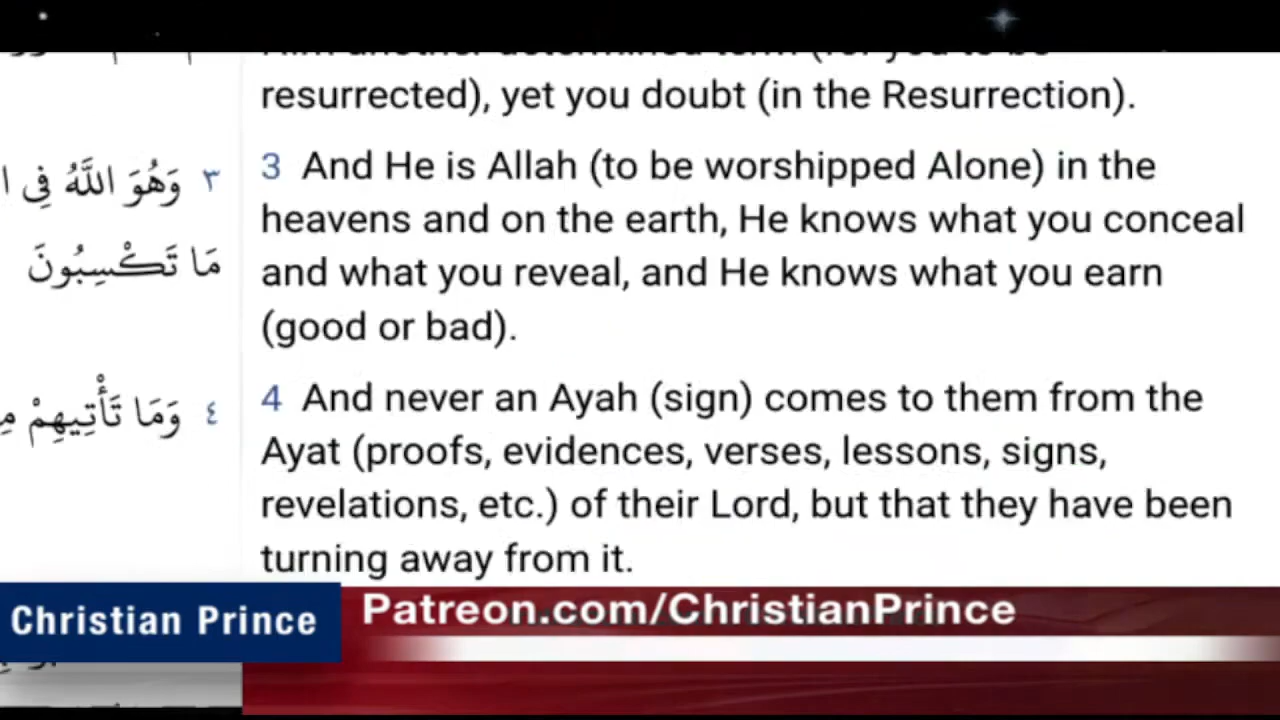 resurrected), yet you doubt (in the Resurrection).
٣ وَهُوَ اللَّهُ فِي
3 And He is Allah (to be worshipped Alone) in the
heavens and on the earth, He knows what you conceal
مَا تَكْسِبُونَ
and what you reveal, and He knows what you earn
(good or bad).
٤ وَمَا تَأْتِيهِمْ
4 And never an Ayah (sign) comes to them from the
Ayat (proofs, evidences, verses, lessons, signs,
revelations, etc.) of their Lord, but that they have been
turning away from it.
Christian Prince
Patreon.com/ChristianPrince